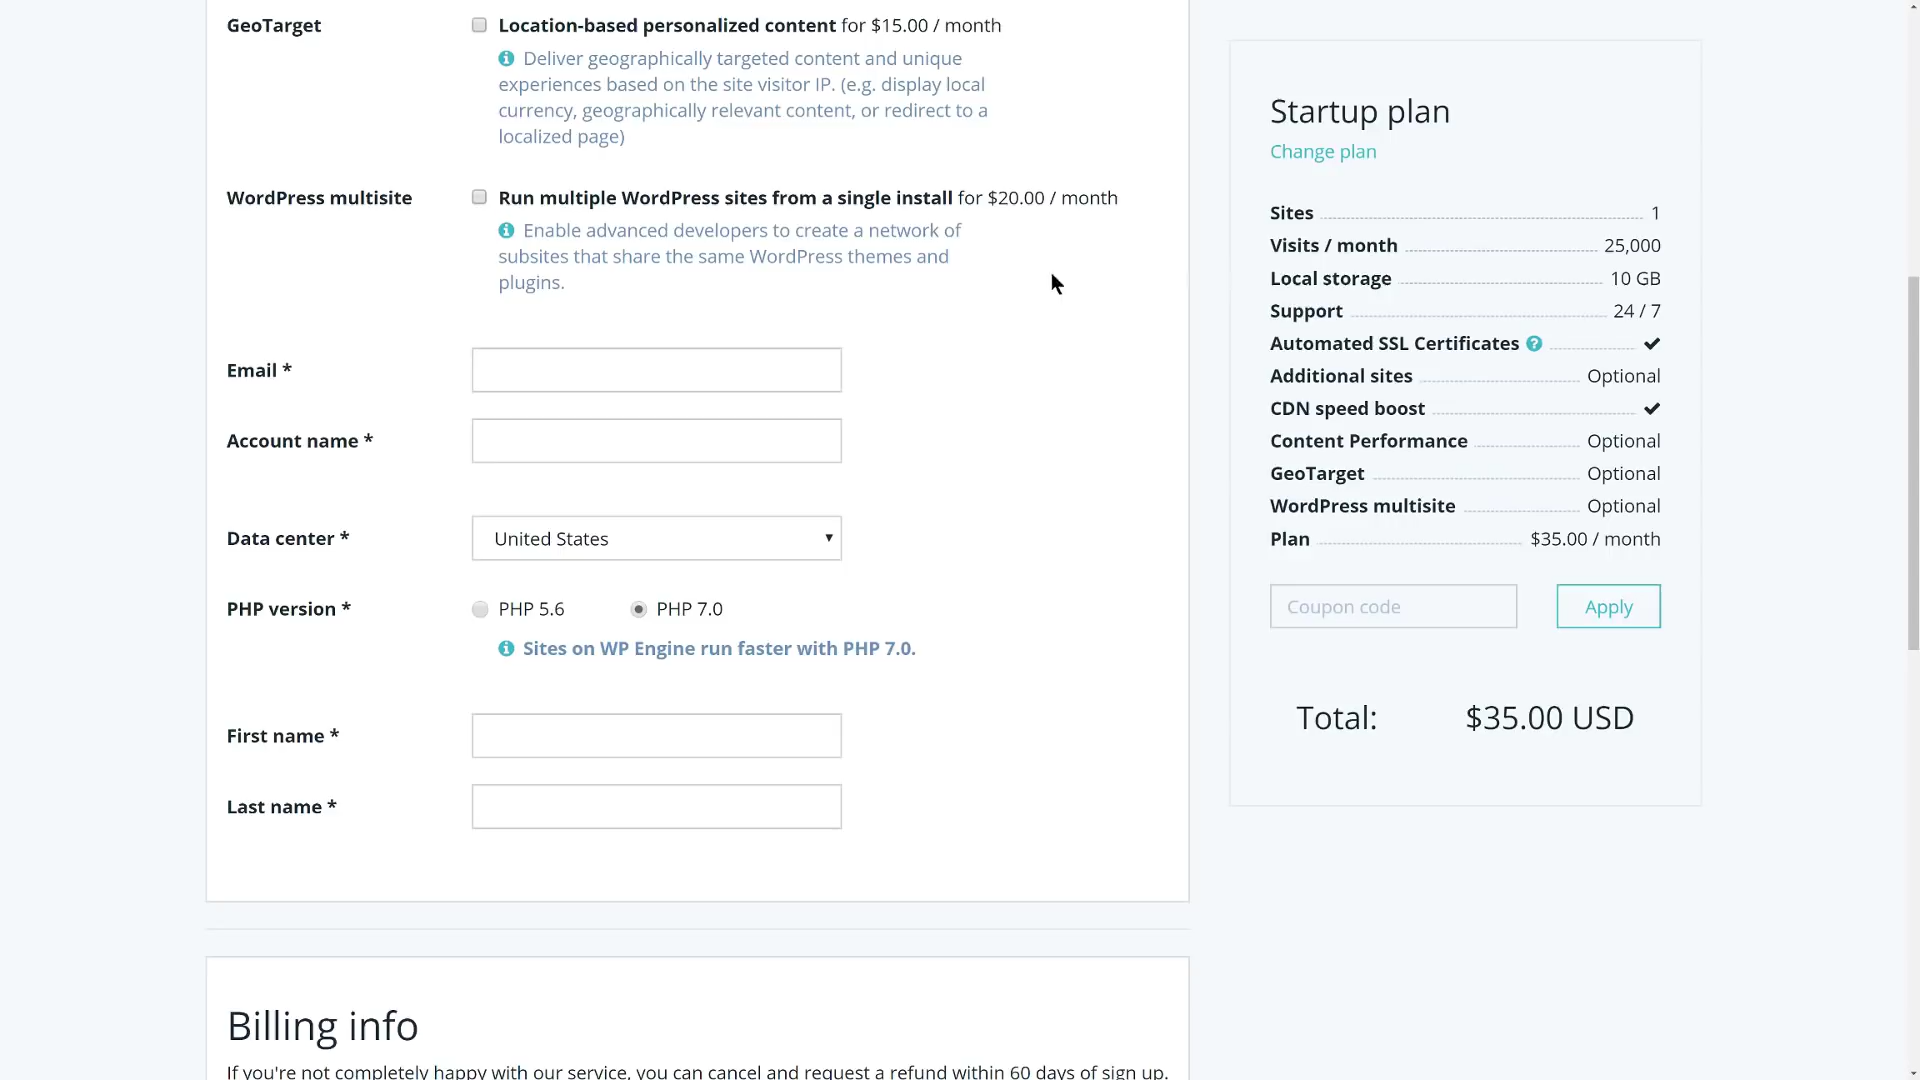 GeoTarget
Location-based personalized content for $15.00 / month
Deliver geographically targeted content and unique
experiences based on the site visitor IP. (e.g. display local
currency, geographically relevant content, or redirect to a
localized page)
WordPress multisite
Run multiple WordPress sites from a single install for $20.00 / month
Enable advanced developers to create a network of
subsites that share the same WordPress themes and
plugins.
Email *
Account name *
Data center *
United States
PHP version *
PHP 5.6
PHP 7.0
Sites on WP Engine run faster with PHP 7.0.
First name *
Last name *
Billing info
If you're not completely happy with our service, you can cancel and request a refund within 60 days of sign up.
Startup plan
Change plan
Sites 1
Visits / month 25,000
Local storage 10 GB
Support 24 / 7
Automated SSL Certificates ? ✔
Additional sites Optional
CDN speed boost ✔
Content Performance Optional
GeoTarget Optional
WordPress multisite Optional
Plan $35.00 / month
Coupon code
Apply
Total: $35.00 USD